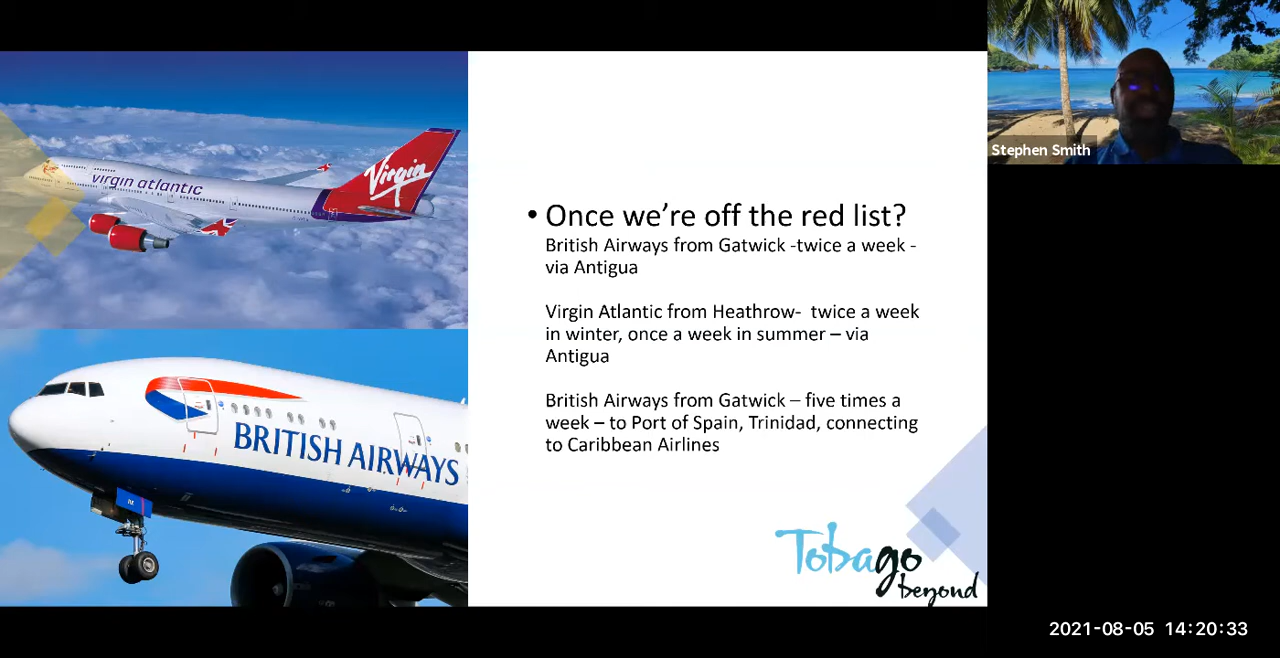 Virgin
virgin atlantic
BRITISH AIRWAYS
• Once we’re off the red list?
British Airways from Gatwick -twice a week -
via Antigua
Virgin Atlantic from Heathrow-  twice a week
in winter, once a week in summer – via
Antigua
British Airways from Gatwick – five times a
week – to Port of Spain, Trinidad, connecting
to Caribbean Airlines
Tobago
beyond
Stephen Smith
2021-08-05 14:20:33